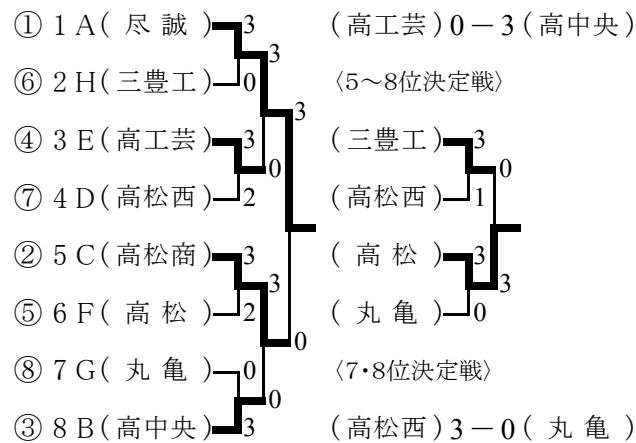 ① 1 A ( 尽 誠 ) 3
3
⑥ 2 H (三豊工) 0
3
④ 3 E (高工芸) 3
0
⑦ 4 D (高松西) 2
② 5 C (高松商) 3
3
⑤ 6 F ( 高 松 ) 2
0
⑧ 7 G ( 丸 亀 ) 0
0
③ 8 B (高中央) 3
(高工芸) 0 − 3 (高中央)
〈5〜8位決定戦〉
(三豊工) 3
0
(高松西) 1
( 高 松 ) 3
3
( 丸 亀 ) 0
〈7・8位決定戦〉
(高松西) 3 − 0 ( 丸 亀 )